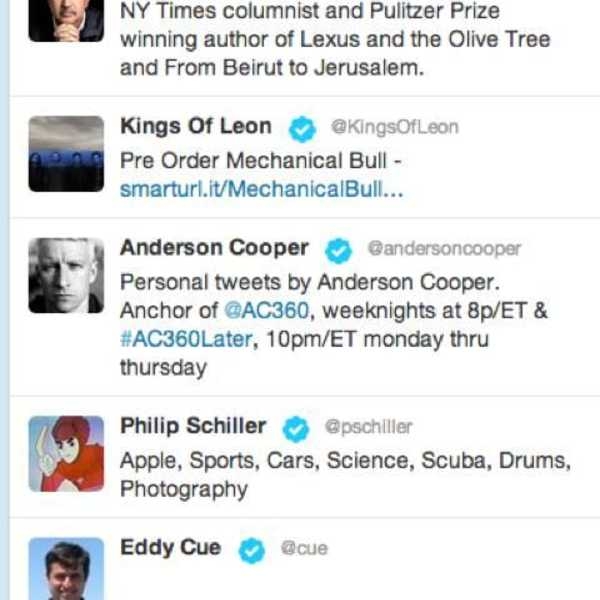 NY Times columnist and Pulitzer Prize
winning author of Lexus and the Olive Tree
and From Beirut to Jerusalem.
Kings Of Leon @KingsOfLeon
Pre Order Mechanical Bull -
smarturl.it/MechanicalBull...
Anderson Cooper @andersoncooper
Personal tweets by Anderson Cooper.
Anchor of @AC360, weeknights at 8p/ET &
#AC360Later, 10pm/ET monday thru
thursday
Philip Schiller @pschiller
Apple, Sports, Cars, Science, Scuba, Drums,
Photography
Eddy Cue @cue